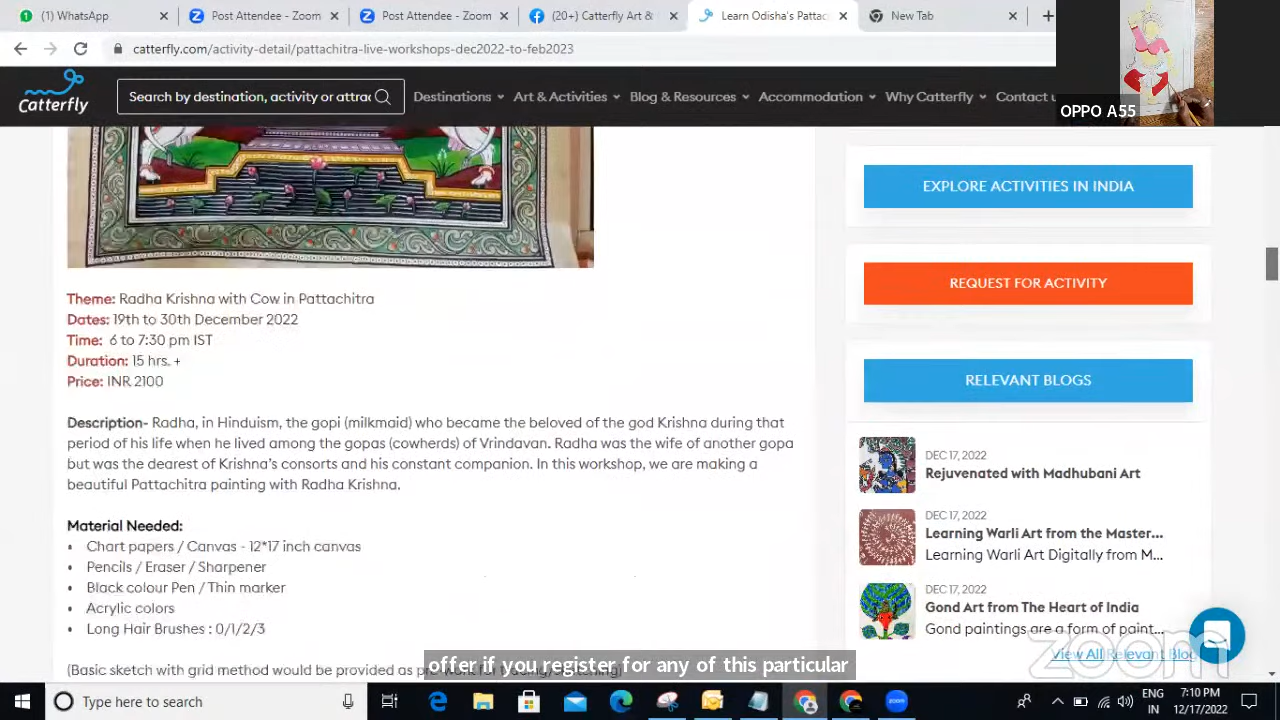 (1) WhatsApp
Post Attendee - Zoom
Post Attendee - Zoom
(20+) Catterfly Art &
Learn Odisha's Pattac
New Tab
catterfly.com/activity-detail/pattachitra-live-workshops-dec2022-to-feb2023
Catterfly
Search by destination, activity or attrac
Destinations
Art & Activities
Blog & Resources
Accommodation
Why Catterfly
Contact u
OPPO A55
EXPLORE ACTIVITIES IN INDIA
REQUEST FOR ACTIVITY
RELEVANT BLOGS
Theme: Radha Krishna with Cow in Pattachitra
Dates: 19th to 30th December 2022
Time: 6 to 7:30 pm IST
Duration: 15 hrs. +
Price: INR 2100
Description- Radha, in Hinduism, the gopi (milkmaid) who became the beloved of the god Krishna during that
period of his life when he lived among the gopas (cowherds) of Vrindavan. Radha was the wife of another gopa
but was the dearest of Krishna's consorts and his constant companion. In this workshop, we are making a
beautiful Pattachitra painting with Radha Krishna.
Material Needed:
• Chart papers / Canvas - 12*17 inch canvas
• Pencils / Eraser / Sharpener
• Black colour Pen / Thin marker
• Acrylic colors
• Long Hair Brushes : 0/1/2/3
(Basic sketch with grid method would be provided as
DEC 17, 2022
Rejuvenated with Madhubani Art
DEC 17, 2022
Learning Warli Art from the Master...
Learning Warli Art Digitally from M...
DEC 17, 2022
Gond Art from The Heart of India
Gond paintings are a form of paint...
View All Relevant Blog
zoom
offer if you register for any of this particular
Type here to search
ENG
IN
7:10 PM
12/17/2022